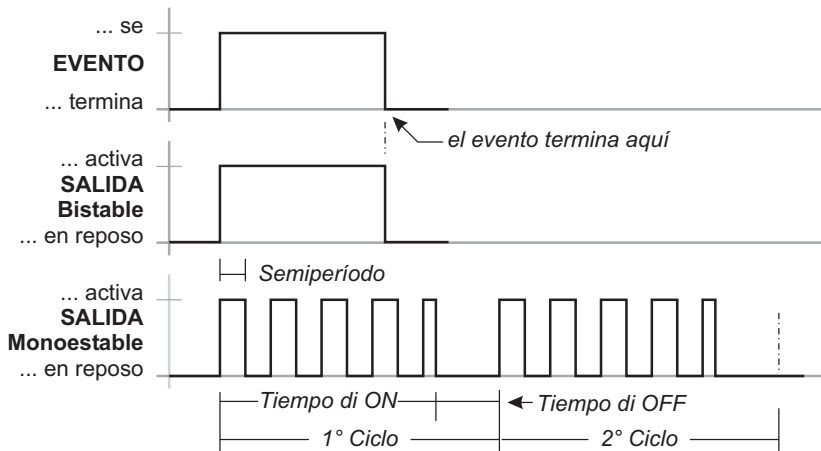 ... se
EVENTO
... termina
el evento termina aquí
... activa
SALIDA
Bistable
... en reposo
Semiperíodo
... activa
SALIDA
Monoestable
... en reposo
Tiempo di ON
Tiempo di OFF
1° Ciclo
2° Ciclo